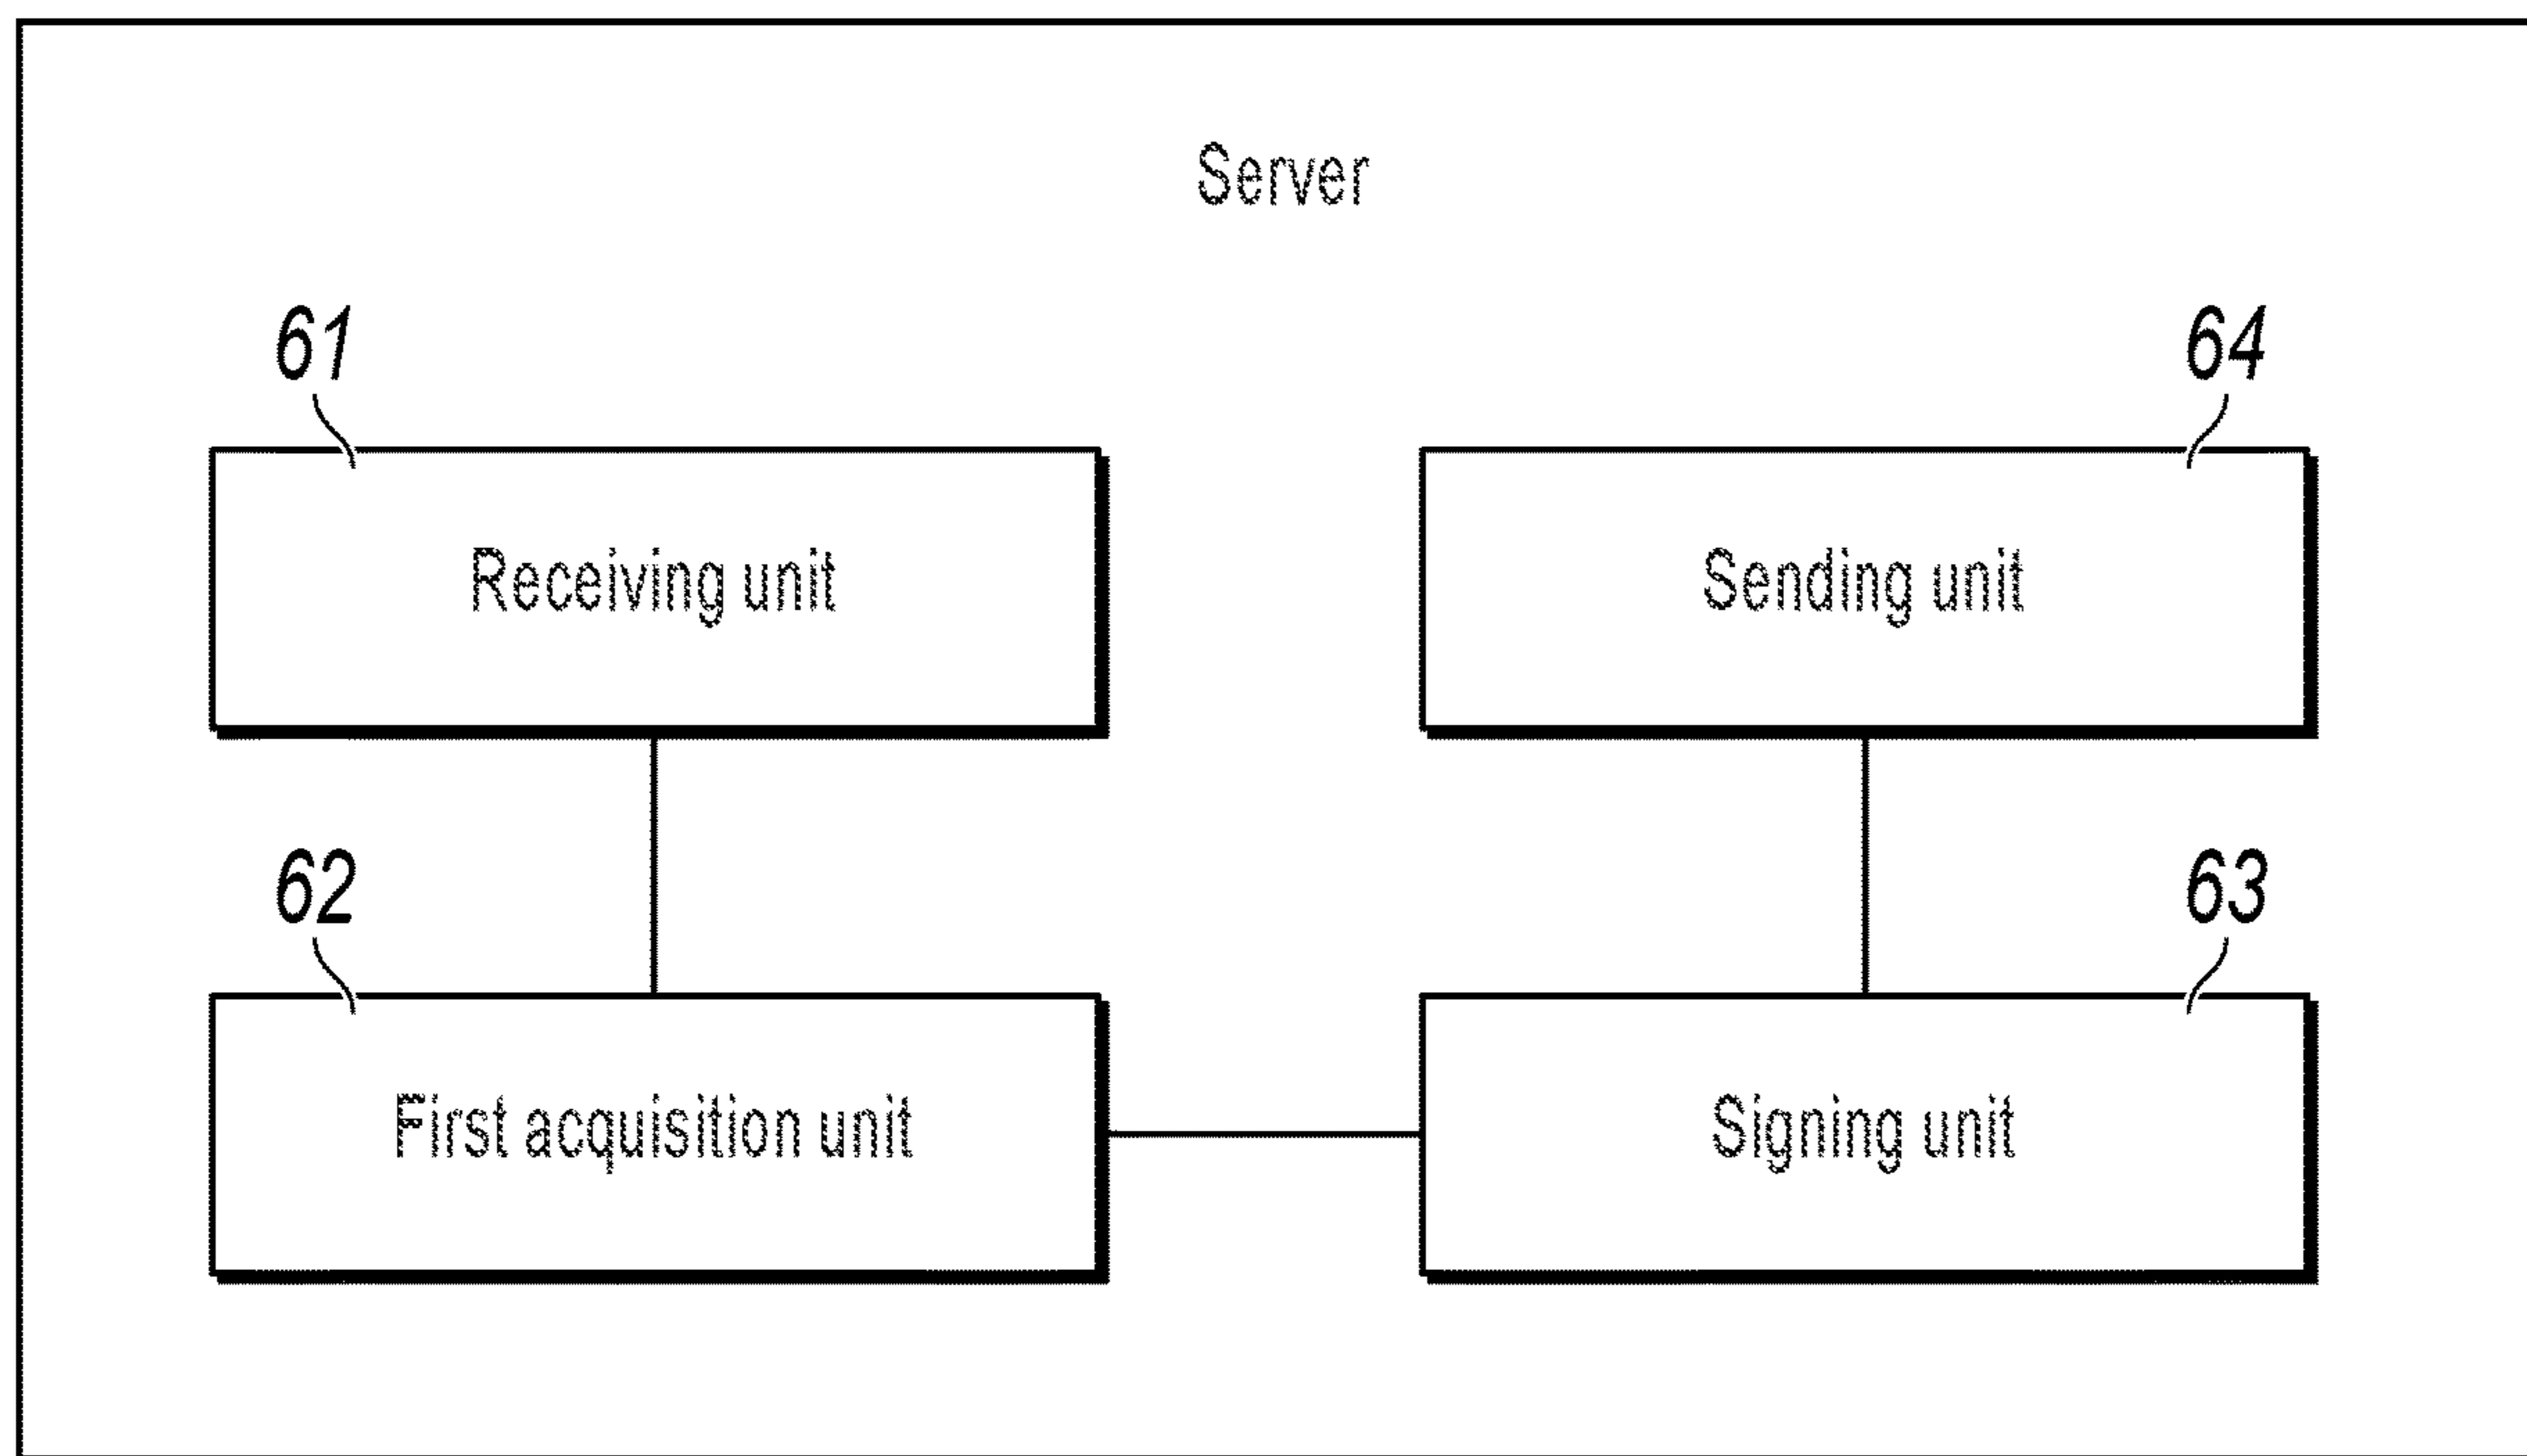 Server
61
64
Receiving unit
Sending unit
62
63
First acquisition unit
Signing unit